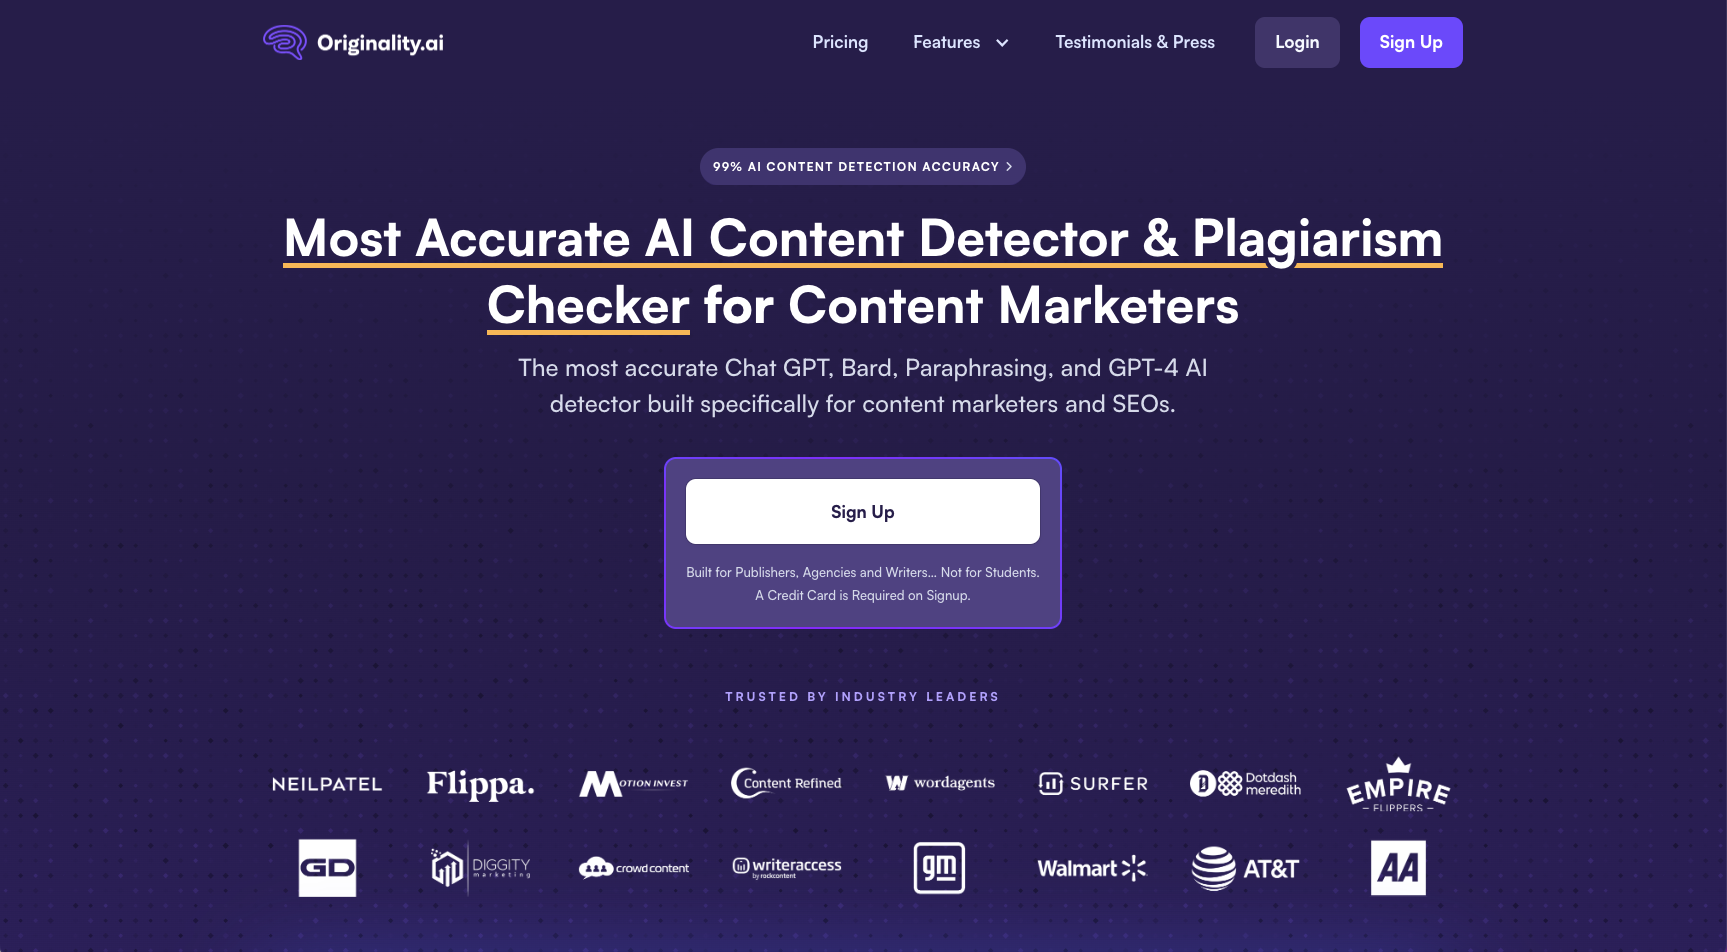 Originality.ai
Pricing
Features
Testimonials & Press
Login
Sign Up
99% AI CONTENT DETECTION ACCURACY
Most Accurate AI Content Detector & Plagiarism
Checker for Content Marketers
The most accurate Chat GPT, Bard, Paraphrasing, and GPT-4 AI
detector built specifically for content marketers and SEOs.
Sign Up
Built for Publishers, Agencies and Writers... Not for Students.
A Credit Card is Required on Signup.
TRUSTED BY INDUSTRY LEADERS
NEILPATEL
Flippa.
MOTION INVEST
Content Refined
wordagents
SURFER
Dotdash
meredith
EMPIRE
FLIPPERS
GD
DIGGITY
marketing
crowdcontent
writeraccess
by rockcontent
gm
Walmart
AT&T
AA